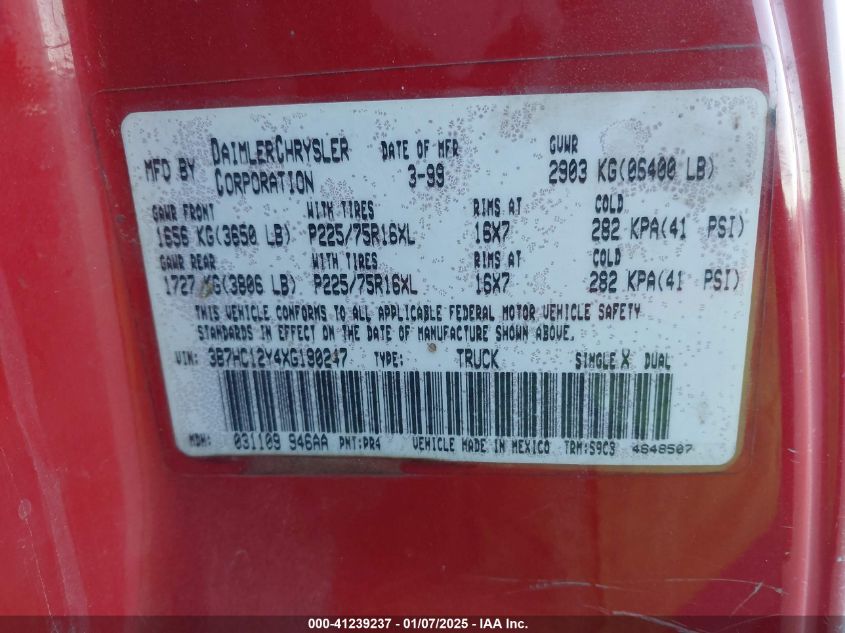 MFD BY DAIMLERCHRYSLER CORPORATION DATE OF MFR 3-99 GVWR 2903 KG(06400 LB)
GAWR FRONT WITH TIRES RIMS AT COLD
1656 KG(3650 LB) P225/75R16XL 16X7 282 KPA(41 PSI)
GAWR REAR WITH TIRES RIMS AT COLD
1727 KG(3806 LB) P225/75R16XL 16X7 282 KPA(41 PSI)
THIS VEHICLE CONFORMS TO ALL APPLICABLE FEDERAL MOTOR VEHICLE SAFETY
STANDARDS IN EFFECT ON THE DATE OF MANUFACTURE SHOWN ABOVE.
VIN: 3B7HC12Y4XG190247 TYPE: TRUCK SINGLE X DUAL
MDH: 031109 946AA PNT:PR4 VEHICLE MADE IN MEXICO TRM:S9C3 4648507
000-41239237 - 01/07/2025 - IAA Inc.